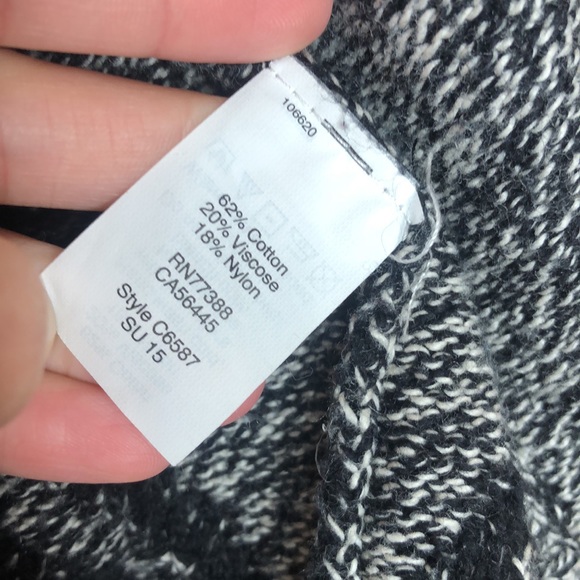 106620
62% Cotton
20% Viscose
18% Nylon
RN77388
CA56445
Style C6587
SU 15